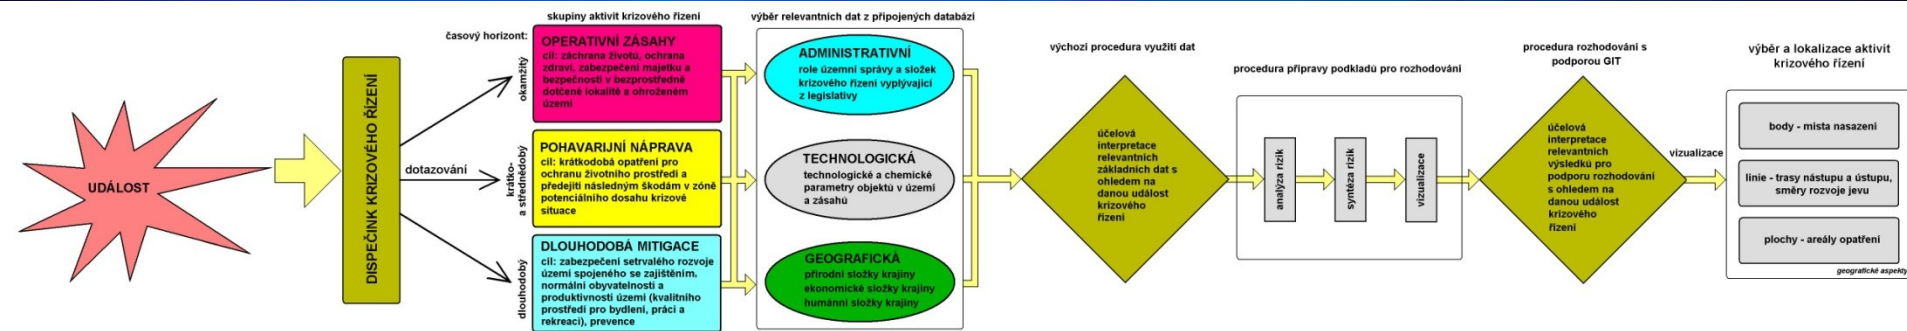 UDÁLOST
DISPEČINK KRIZOVÉHO ŘÍZENÍ
dotazování
skupiny aktivit krizového řízení
časový horizont:
okamžitý
OPERATIVNÍ ZÁSAHY
cíl: záchrana životů, ochrana
zdraví, zabezpečení majetku a
bezpečnosti v bezprostředně
dotčené lokalitě a ohroženém
území
krátko-
a střednědobý
POHAVARIJNÍ NÁPRAVA
cíl: krátkodobá opatření pro
ochranu životního prostředí a
předejití následným škodám v zóně
potenciálního dosahu krizové
situace
dlouhodobý
DLOUHODOBÁ MITIGACE
cíl: zabezpečení setrvalého rozvoje
území spojeného se zajištěním,
normální obyvatelnosti a
produktivnosti území (kvalitního
prostředí pro bydlení, práci a
rekreaci), prevence
výběr relevantních dat z připojených databází
ADMINISTRATIVNÍ
role územní správy a složek
krizového řízení vyplývající
z legislativy
TECHNOLOGICKÁ
technologické a chemické
parametry objektů v území
a zásahů
GEOGRAFICKÁ
přírodní složky krajiny
ekonomické složky krajiny
humánní složky krajiny
výchozí procedura využití dat
účelová
interpretace
relevantních
základních dat s
ohledem na
danou událost
krizového
řízení
procedura přípravy podkladů pro rozhodování
analýza rizik
syntéza rizik
vizualizace
procedura rozhodování s
podporou GIT
účelová
interpretace
relevantních
výsledků pro
podporu rozhodování
s ohledem na
danou událost
krizového
řízení
vizualizace
výběr a lokalizace aktivit
krizového řízení
body - místa nasazení
linie - trasy nástupu a ústupu,
směry rozvoje jevu
plochy - areály opatření
geografické aspekty